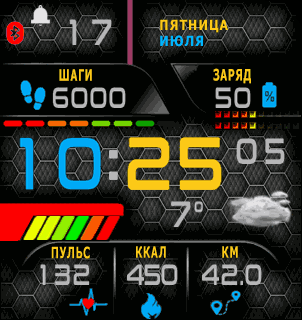 17
ПЯТНИЦА
ИЮЛЯ
ШАГИ
6000
ЗАРЯД
50 %
10:25 05
7°
ПУЛЬС
132
ККАЛ
450
КМ
42.0